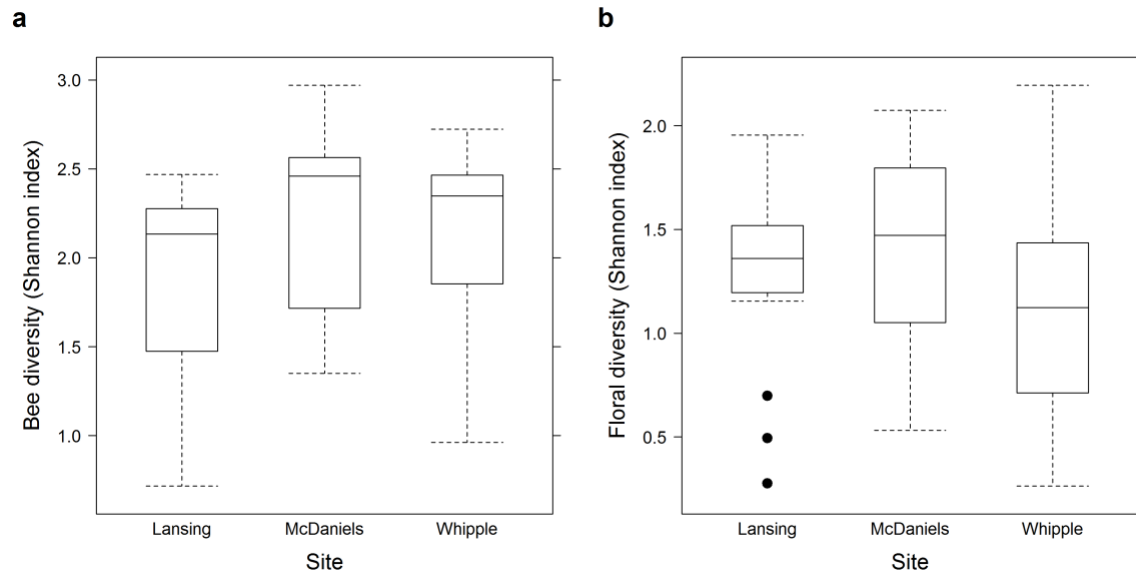 a
Bee diversity (Shannon index)
3.0
2.5
2.0
1.5
1.0
Lansing
McDaniels
Whipple
Site
b
Floral diversity (Shannon index)
2.0
1.5
1.0
0.5
Lansing
McDaniels
Whipple
Site